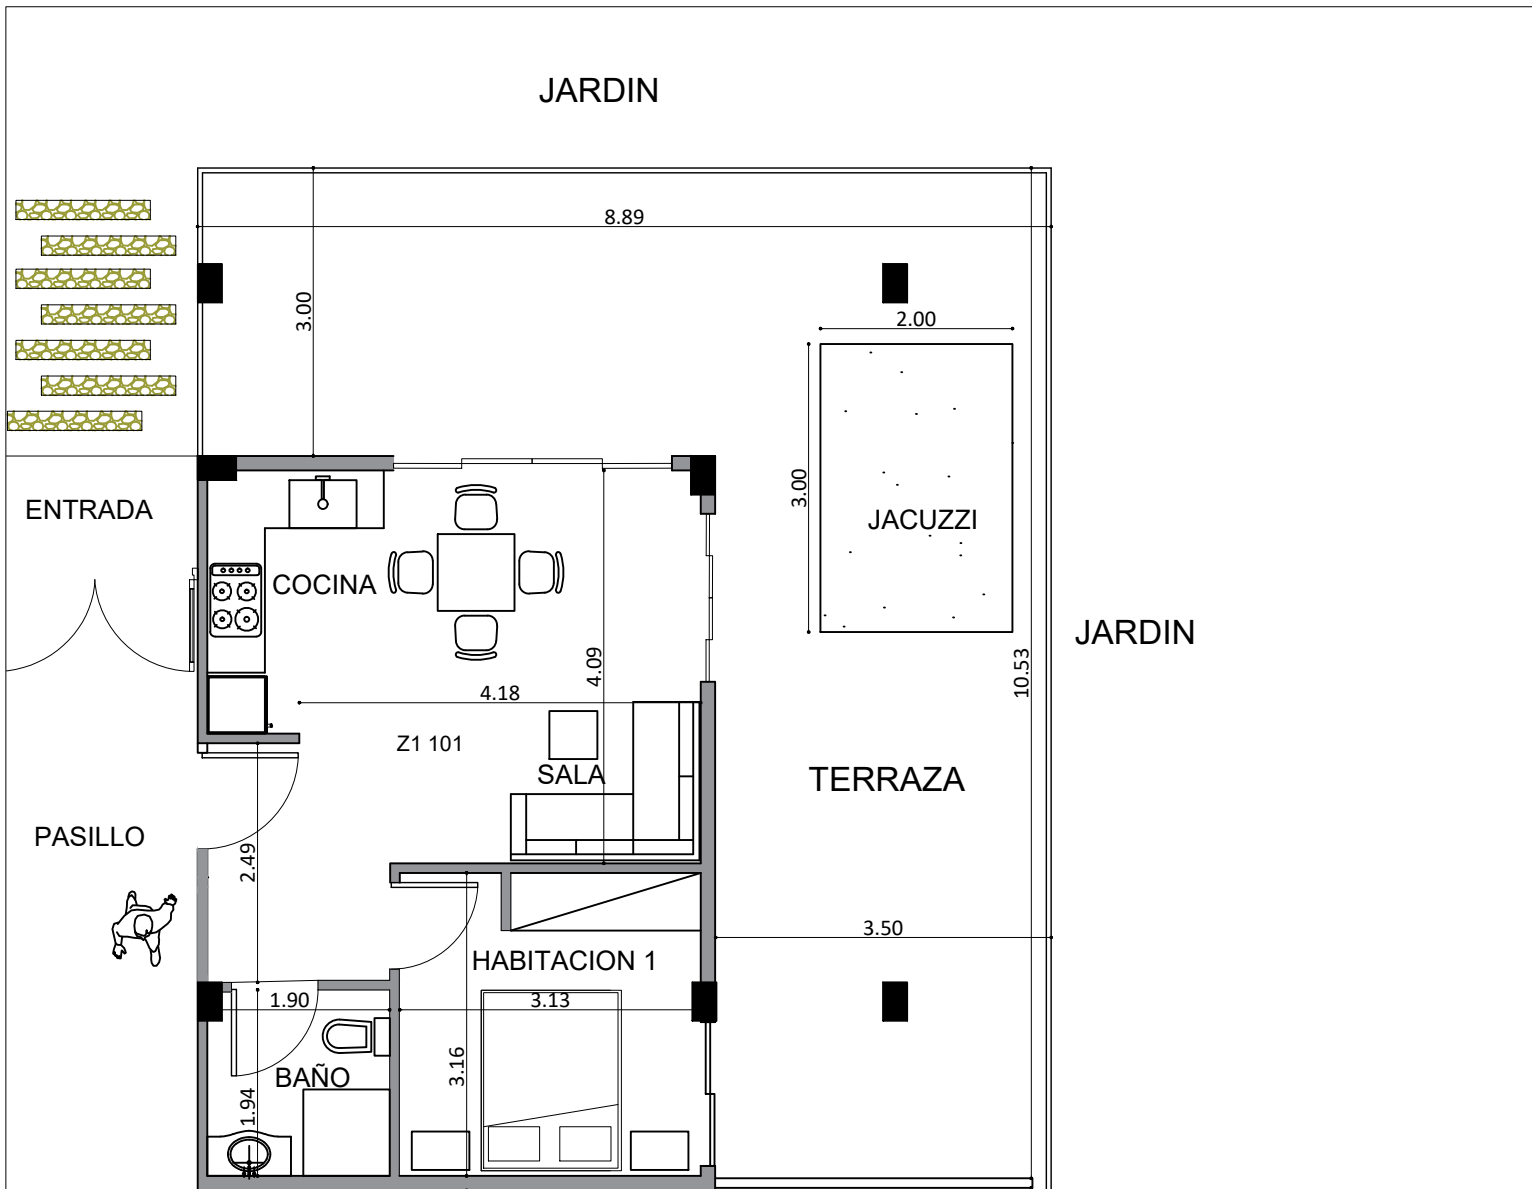 JARDIN
8.89
3.00
2.00
ENTRADA
3.00
JACUZZI
COCINA
JARDIN
4.09
10.53
4.18
Z1 101
SALA
TERRAZA
PASILLO
2.49
3.50
HABITACION 1
1.90
3.13
3.16
BAÑO
1.94